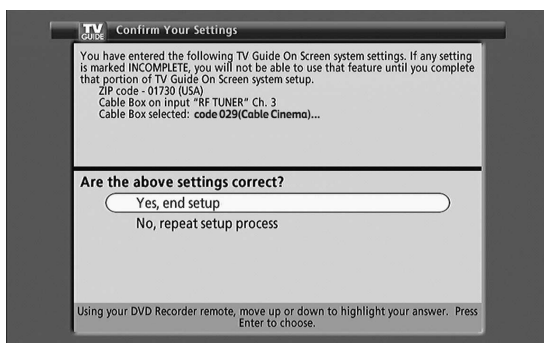 TV
GUIDE
Confirm Your Settings
You have entered the following TV Guide On Screen system settings. If any setting
is marked INCOMPLETE, you will not be able to use that feature until you complete
that portion of TV Guide On Screen system setup.
ZIP code - 01730 (USA)
Cable Box on input "RF TUNER" Ch. 3
Cable Box selected: code 029(Cable Cinema)...
Are the above settings correct?
Yes, end setup
No, repeat setup process
Using your DVD Recorder remote, move up or down to highlight your answer. Press
Enter to choose.